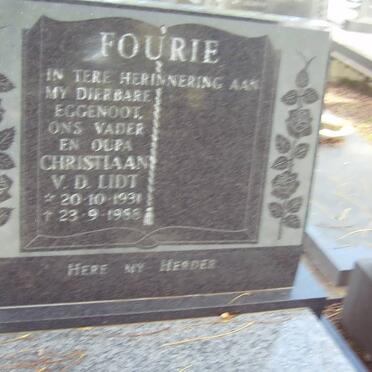 FOURIE
IN TERE HERINNERING AAN
MY DIERBARE
EGGENOOT,
ONS VADER
EN OUPA
CHRISTIAAN
V. D. LIDT
* 20-10-1931
† 23-9-1988
HERE MY HERDER